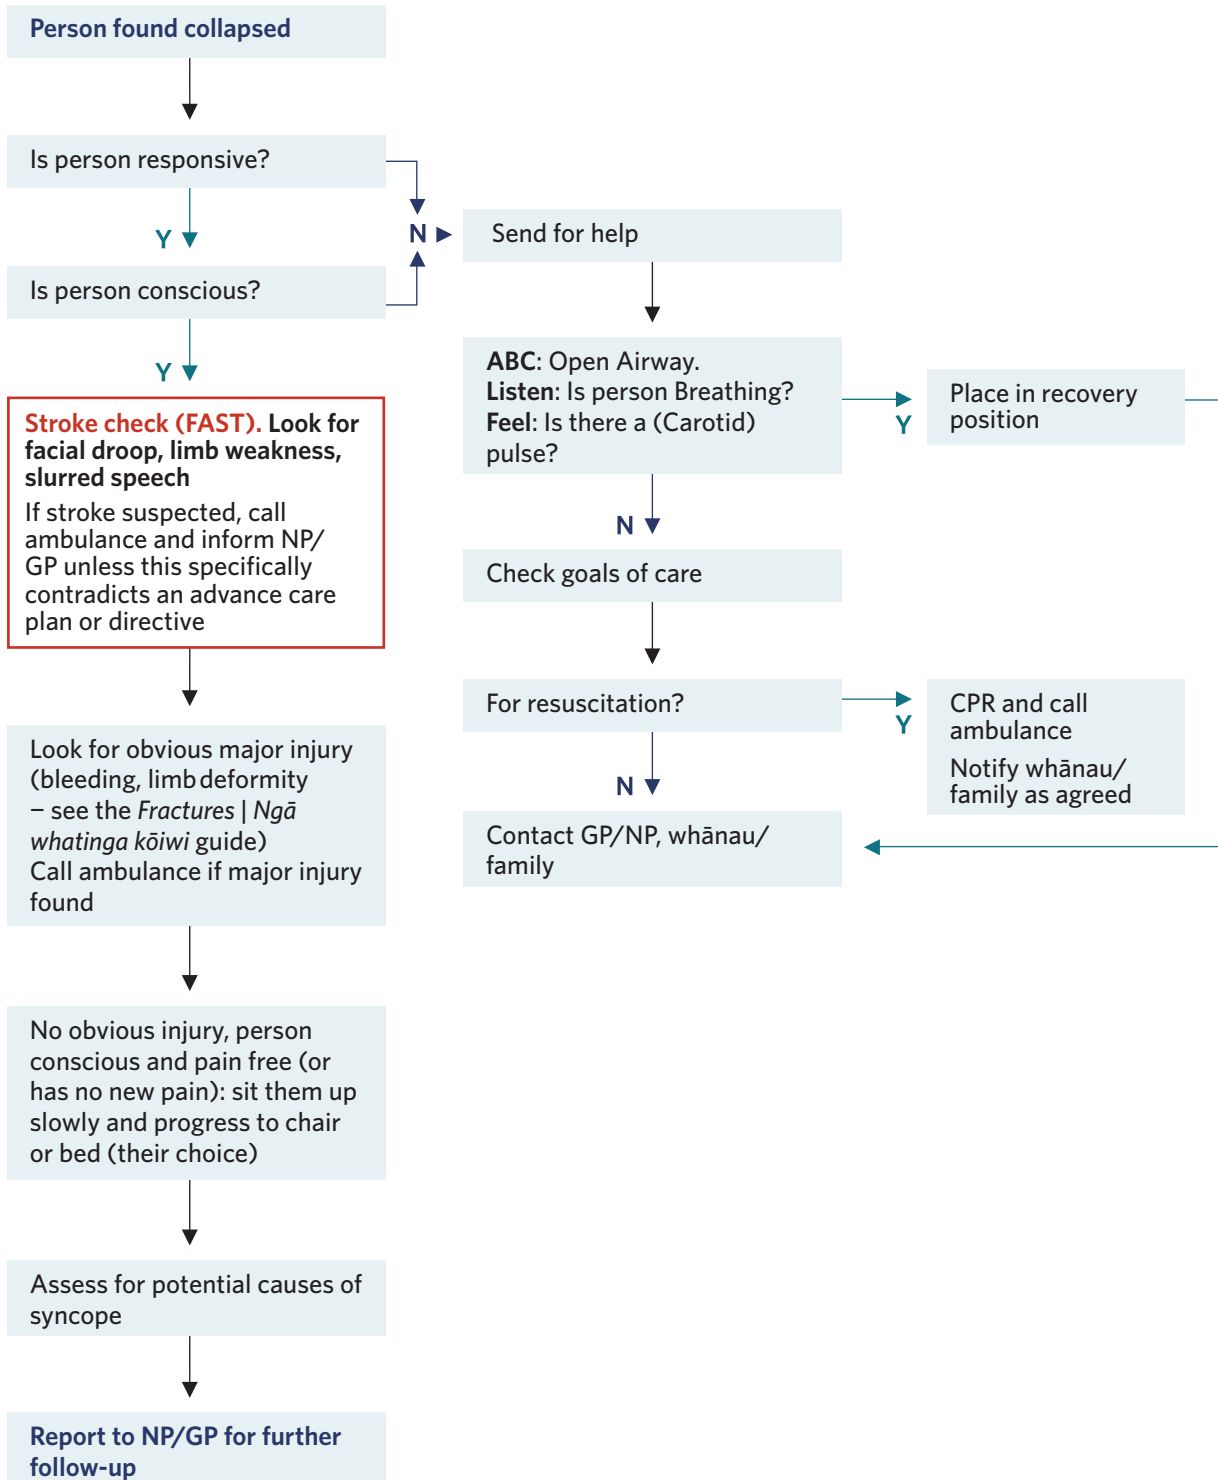 Person found collapsed
Is person responsive?
Y
N
Is person conscious?
Y
Stroke check (FAST). Look for
facial droop, limb weakness,
slurred speech
If stroke suspected, call
ambulance and inform NP/
GP unless this specifically
contradicts an advance care
plan or directive
Look for obvious major injury
(bleeding, limb deformity
– see the Fractures | Ngā
whatinga kōiwi guide)
Call ambulance if major injury
found
No obvious injury, person
conscious and pain free (or
has no new pain): sit them up
slowly and progress to chair
or bed (their choice)
Assess for potential causes of
syncope
Report to NP/GP for further
follow-up
Send for help
ABC: Open Airway.
Listen: Is person Breathing?
Feel: Is there a (Carotid)
pulse?
Y
Place in recovery
position
N
Check goals of care
For resuscitation?
Y
CPR and call
ambulance
Notify whānau/
family as agreed
N
Contact GP/NP, whānau/
family